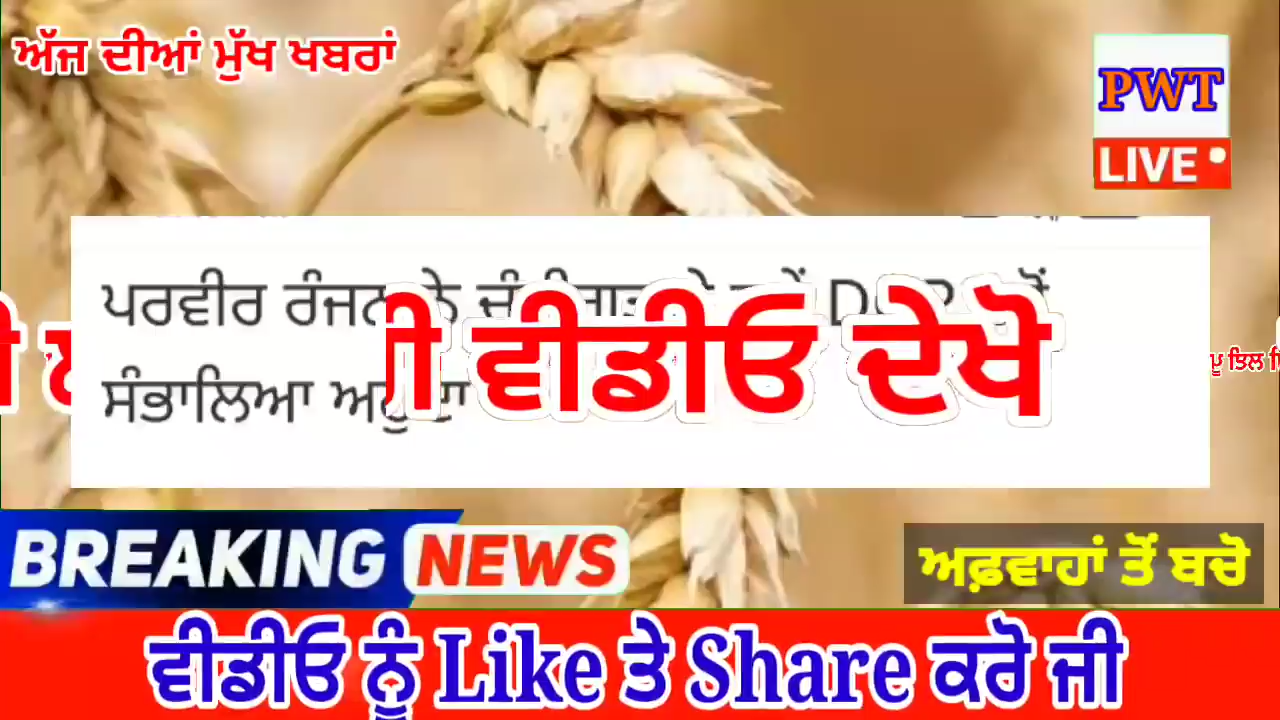 ਅੱਜ ਦੀਆਂ ਮੁੱਖ ਖਬਰਾਂ
PWT
LIVE
ਪਰਵੀਰ ਰੰਜਨ ਨੇ
ਵੀਡੀਓ ਦੇਖੋ
ਸੰਭਾਲਿਆ
BREAKING NEWS
ਅਫ਼ਵਾਹਾਂ ਤੋਂ ਬਚੋ
ਵੀਡੀਓ ਨੂੰ Like ਤੇ Share ਕਰੋ ਜੀ